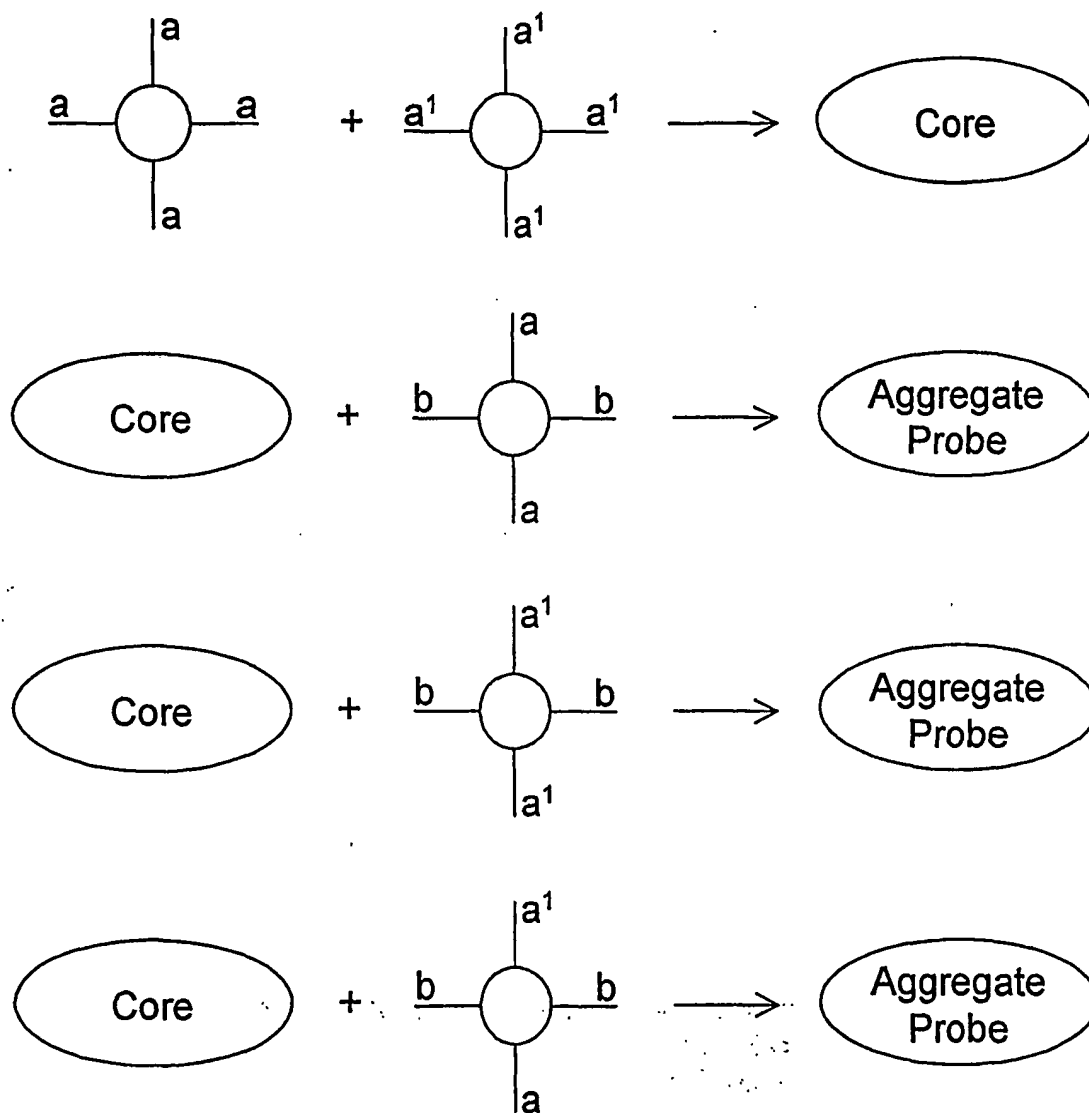 a a¹
a a + a¹ a¹ → Core
a a¹
a
Core + b b → Aggregate
Probe
a
a¹
Core + b b → Aggregate
Probe
a¹
a¹
Core + b b → Aggregate
Probe
a